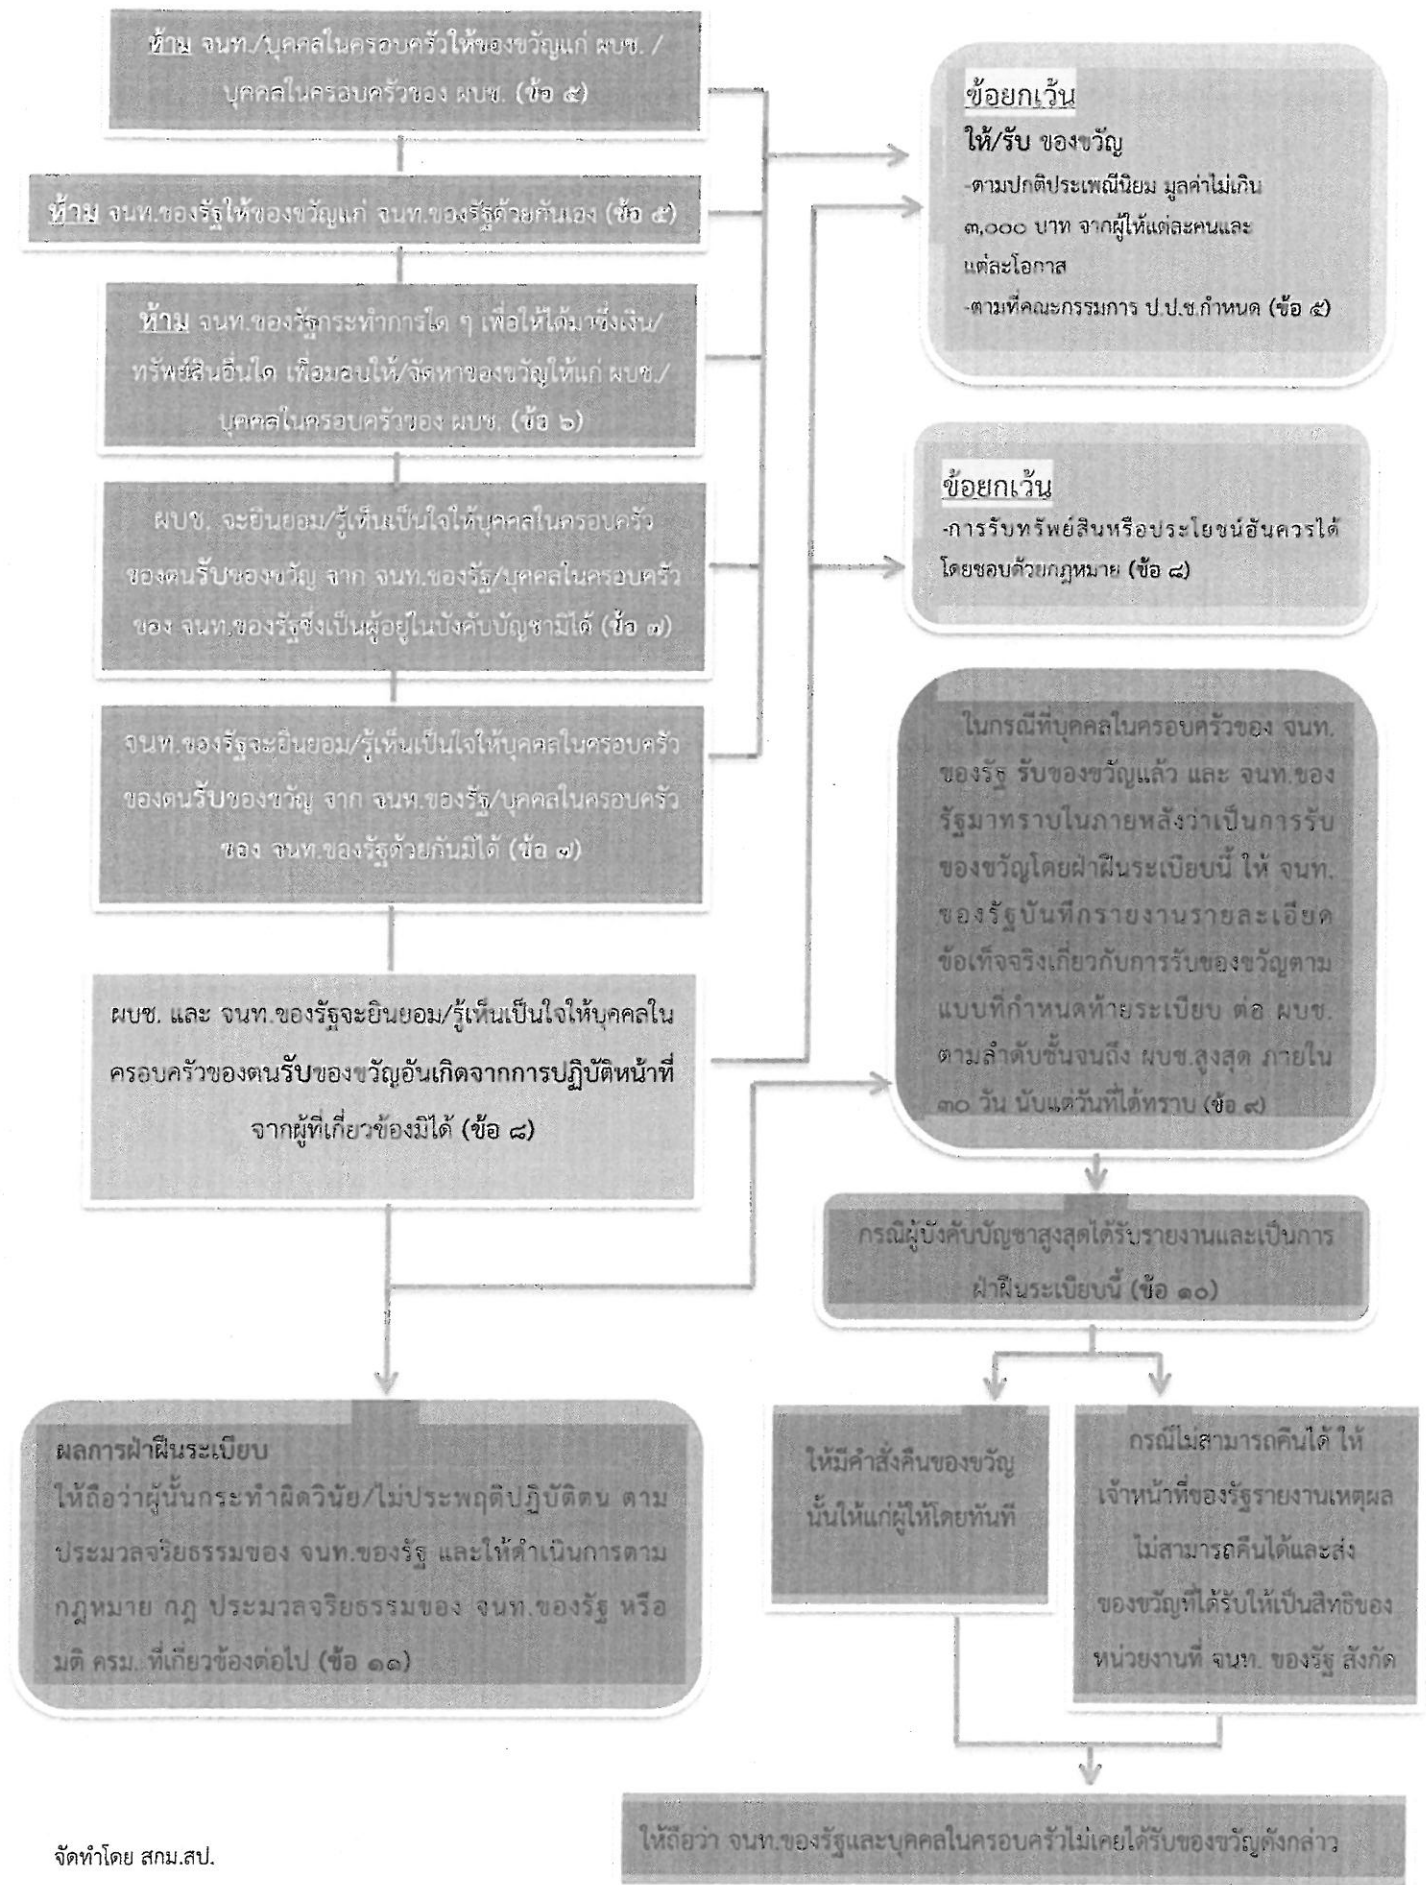 ห้าม จนท./บุคคลในครอบครัวให้ของขวัญแก่ ผบช. /
บุคคลในครอบครัวของ ผบช. (ข้อ ๕)
ห้าม จนท.ของรัฐให้ของขวัญแก่ จนท.ของรัฐด้วยกันเอง (ข้อ ๕)
ห้าม จนท.ของรัฐกระทำการใด ๆ เพื่อให้ได้มาซึ่งเงิน/
ทรัพย์สินอื่นใด เพื่อมอบให้/จัดหาของขวัญให้แก่ ผบช./
บุคคลในครอบครัวของ ผบช. (ข้อ ๖)
ผบช. จะยินยอม/รู้เห็นเป็นใจให้บุคคลในครอบครัว
ของตนรับของขวัญ จาก จนท.ของรัฐ/บุคคลในครอบครัว
ของ จนท.ของรัฐซึ่งเป็นผู้อยู่ในบังคับบัญชามิได้ (ข้อ ๗)
จนท.ของรัฐจะยินยอม/รู้เห็นเป็นใจให้บุคคลในครอบครัว
ของตนรับของขวัญ จาก จนท.ของรัฐ/บุคคลในครอบครัว
ของ จนท.ของรัฐด้วยกันมิได้ (ข้อ ๗)
ผบช. และ จนท.ของรัฐจะยินยอม/รู้เห็นเป็นใจให้บุคคลใน
ครอบครัวของตนรับของขวัญอันเกิดจากการปฏิบัติหน้าที่
จากผู้ที่เกี่ยวข้องมิได้ (ข้อ ๘)
ผลการฝ่าฝืนระเบียบ
ให้ถือว่าผู้นั้นกระทำผิดวินัย/ไม่ประพฤติปฏิบัติตน ตาม
ประมวลจริยธรรมของ จนท.ของรัฐ และให้ดำเนินการตาม
กฎหมาย กฎ ประมวลจริยธรรมของ จนท.ของรัฐ หรือ
มติ ครม. ที่เกี่ยวข้องต่อไป (ข้อ ๑๑)
ข้อยกเว้น
ให้/รับ ของขวัญ
-ตามปกติประเพณีนิยม มูลค่าไม่เกิน
๓,๐๐๐ บาท จากผู้ให้แต่ละคนและ
แต่ละโอกาส
-ตามที่คณะกรรมการ ป.ป.ช.กำหนด (ข้อ ๕)
ข้อยกเว้น
-การรับทรัพย์สินหรือประโยชน์อันควรได้
โดยชอบด้วยกฎหมาย (ข้อ ๘)
ในกรณีที่บุคคลในครอบครัวของ จนท.
ของรัฐ รับของขวัญแล้ว และ จนท.ของ
รัฐมาทราบในภายหลังว่าเป็นการรับ
ของขวัญโดยฝ่าฝืนระเบียบนี้ ให้ จนท.
ของรัฐบันทึกรายงานรายละเอียด
ข้อเท็จจริงเกี่ยวกับการรับของขวัญตาม
แบบที่กำหนดท้ายระเบียบ ต่อ ผบช.
ตามลำดับชั้นจนถึง ผบช.สูงสุด ภายใน
๓๐ วัน นับแต่วันที่ได้ทราบ (ข้อ ๙)
กรณีผู้บังคับบัญชาสูงสุดได้รับรายงานและเป็นการ
ฝ่าฝืนระเบียบนี้ (ข้อ ๑๐)
ให้มีคำสั่งคืนของขวัญ
นั้นให้แก่ผู้ให้โดยทันที
กรณีไม่สามารถคืนได้ ให้
เจ้าหน้าที่ของรัฐรายงานเหตุผล
ไม่สามารถคืนได้และส่ง
ของขวัญที่ได้รับให้เป็นสิทธิของ
หน่วยงานที่ จนท. ของรัฐ สังกัด
ให้ถือว่า จนท.ของรัฐและบุคคลในครอบครัวไม่เคยได้รับของขวัญดังกล่าว
จัดทำโดย สกม.สป.